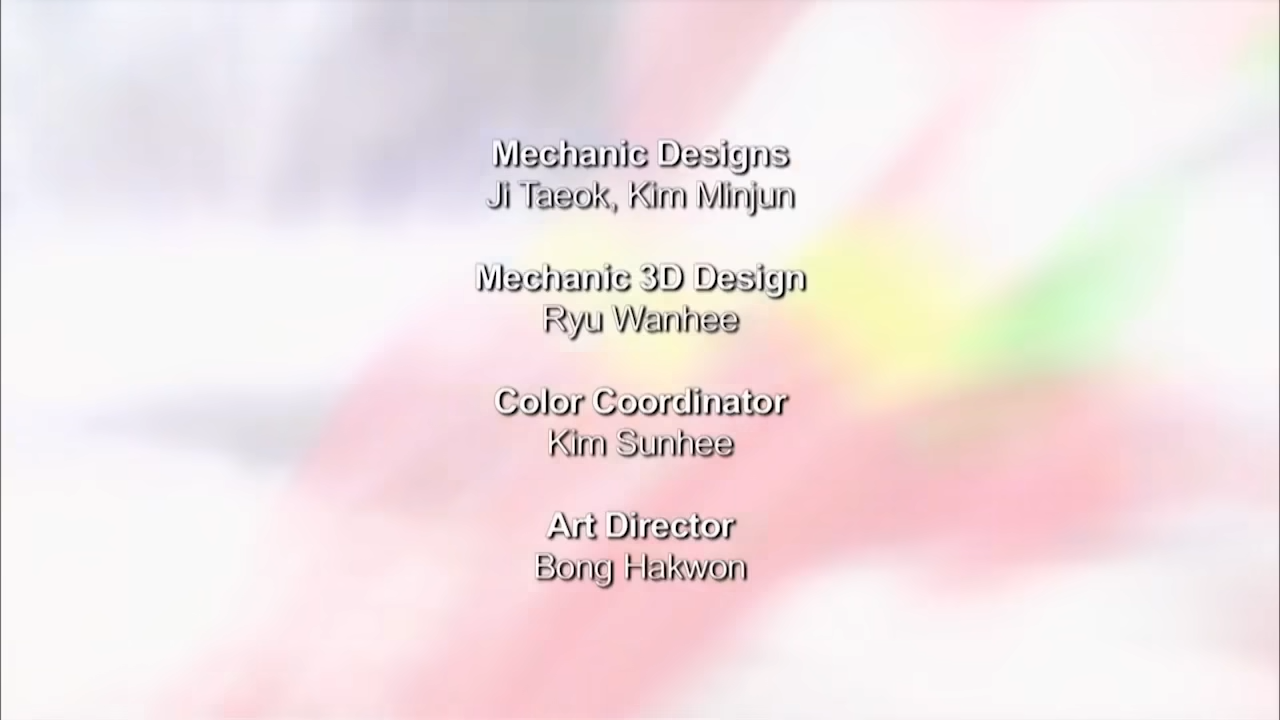 Mechanic Designs
Ji Taeok, Kim Minjun
Mechanic 3D Design
Ryu Wanhee
Color Coordinator
Kim Sunhee
Art Director
Bong Hakwon